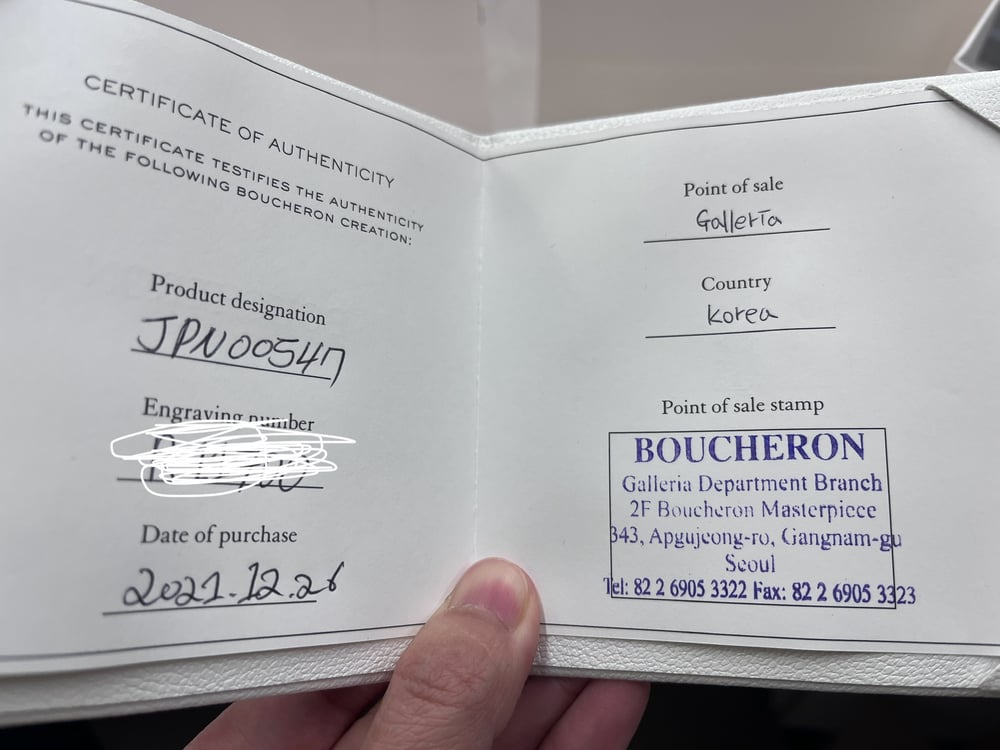 CERTIFICATE OF AUTHENTICITY
THIS CERTIFICATE TESTIFIES THE AUTHENTICITY
OF THE FOLLOWING BOUCHERON CREATION:
Product designation
JPN00547
Engraving number
Date of purchase
2021.12.26
Point of sale
Galleria
Country
Korea
Point of sale stamp
BOUCHERON
Galleria Department Branch
2F Boucheron Masterpiece
343, Apgujeong-ro, Gangnam-gu
Seoul
Tel: 82 2 6905 3322 Fax: 82 2 6905 3323